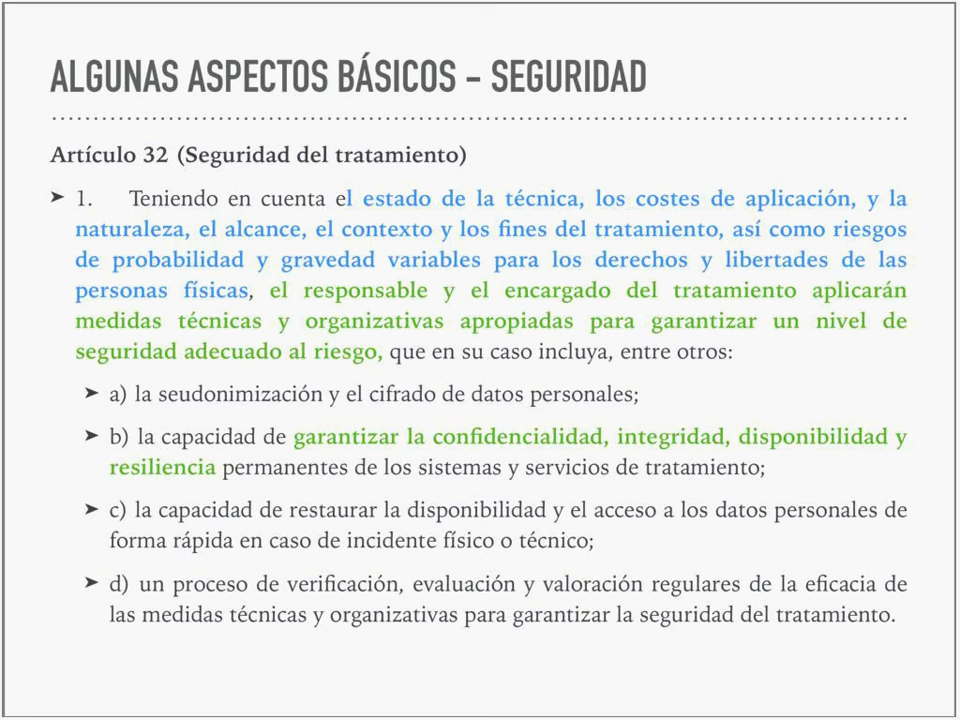 ALGUNAS ASPECTOS BÁSICOS - SEGURIDAD
Artículo 32 (Seguridad del tratamiento)
➤ 1. Teniendo en cuenta el estado de la técnica, los costes de aplicación, y la
naturaleza, el alcance, el contexto y los fines del tratamiento, así como riesgos
de probabilidad y gravedad variables para los derechos y libertades de las
personas físicas, el responsable y el encargado del tratamiento aplicarán
medidas técnicas y organizativas apropiadas para garantizar un nivel de
seguridad adecuado al riesgo, que en su caso incluya, entre otros:
➤ a) la seudonimización y el cifrado de datos personales;
➤ b) la capacidad de garantizar la confidencialidad, integridad, disponibilidad y
resiliencia permanentes de los sistemas y servicios de tratamiento;
➤ c) la capacidad de restaurar la disponibilidad y el acceso a los datos personales de
forma rápida en caso de incidente físico o técnico;
➤ d) un proceso de verificación, evaluación y valoración regulares de la eficacia de
las medidas técnicas y organizativas para garantizar la seguridad del tratamiento.